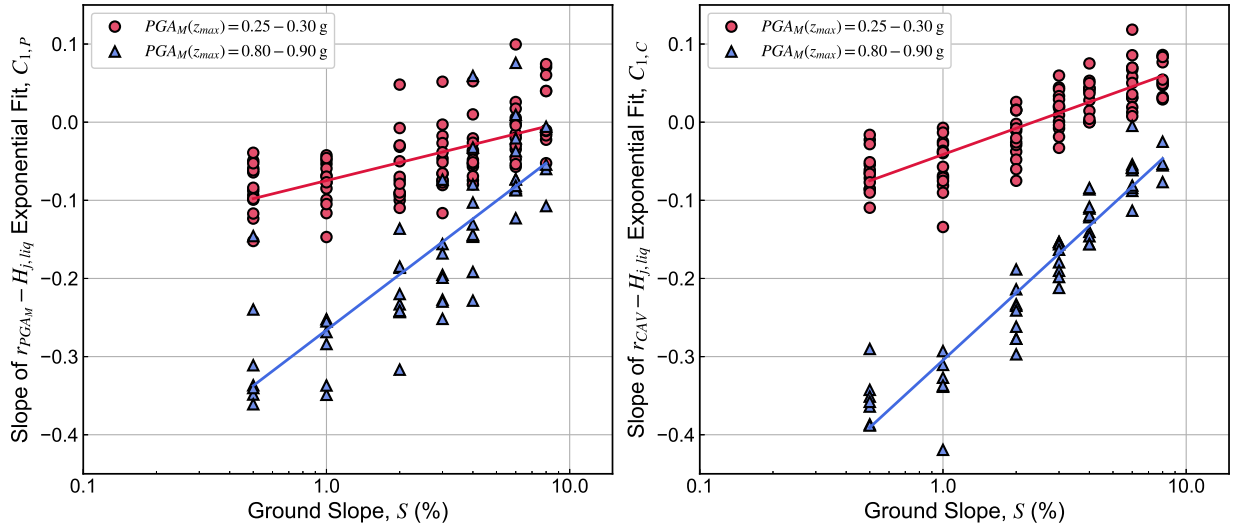 PGA_M(z_max) = 0.25 − 0.30 g
PGA_M(z_max) = 0.80 − 0.90 g
0.1
0.0
−0.1
−0.2
−0.3
−0.4
Slope of r_PGA_M − H_j,liq Exponential Fit, C_1,P
0.1
1.0
10.0
Ground Slope, S (%)
PGA_M(z_max) = 0.25 − 0.30 g
PGA_M(z_max) = 0.80 − 0.90 g
0.1
0.0
−0.1
−0.2
−0.3
−0.4
Slope of r_CAV − H_j,liq Exponential Fit, C_1,C
0.1
1.0
10.0
Ground Slope, S (%)